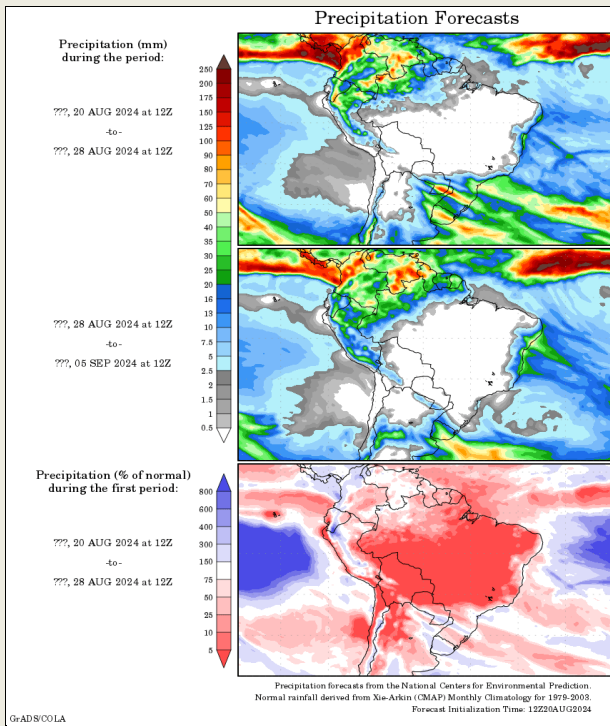 Precipitation Forecasts
Precipitation (mm)
during the period:
???, 20 AUG 2024 at 12Z
-to-
???, 28 AUG 2024 at 12Z
250
200
175
150
125
100
90
80
70
60
50
40
35
30
26
20
16
13
10
7.5
5
2.5
2
1.5
1
0.5
???, 28 AUG 2024 at 12Z
-to-
???, 05 SEP 2024 at 12Z
Precipitation (% of normal)
during the first period:
???, 20 AUG 2024 at 12Z
-to-
???, 28 AUG 2024 at 12Z
800
600
400
300
150
75
50
25
10
5
Precipitation forecasts from the National Centers for Environmental Prediction.
Normal rainfall derived from Xie-Arkin (CMAP) Monthly Climatology for 1979-2003.
Forecast Initialization Time: 12Z20AUG2024
GrADS/COLA